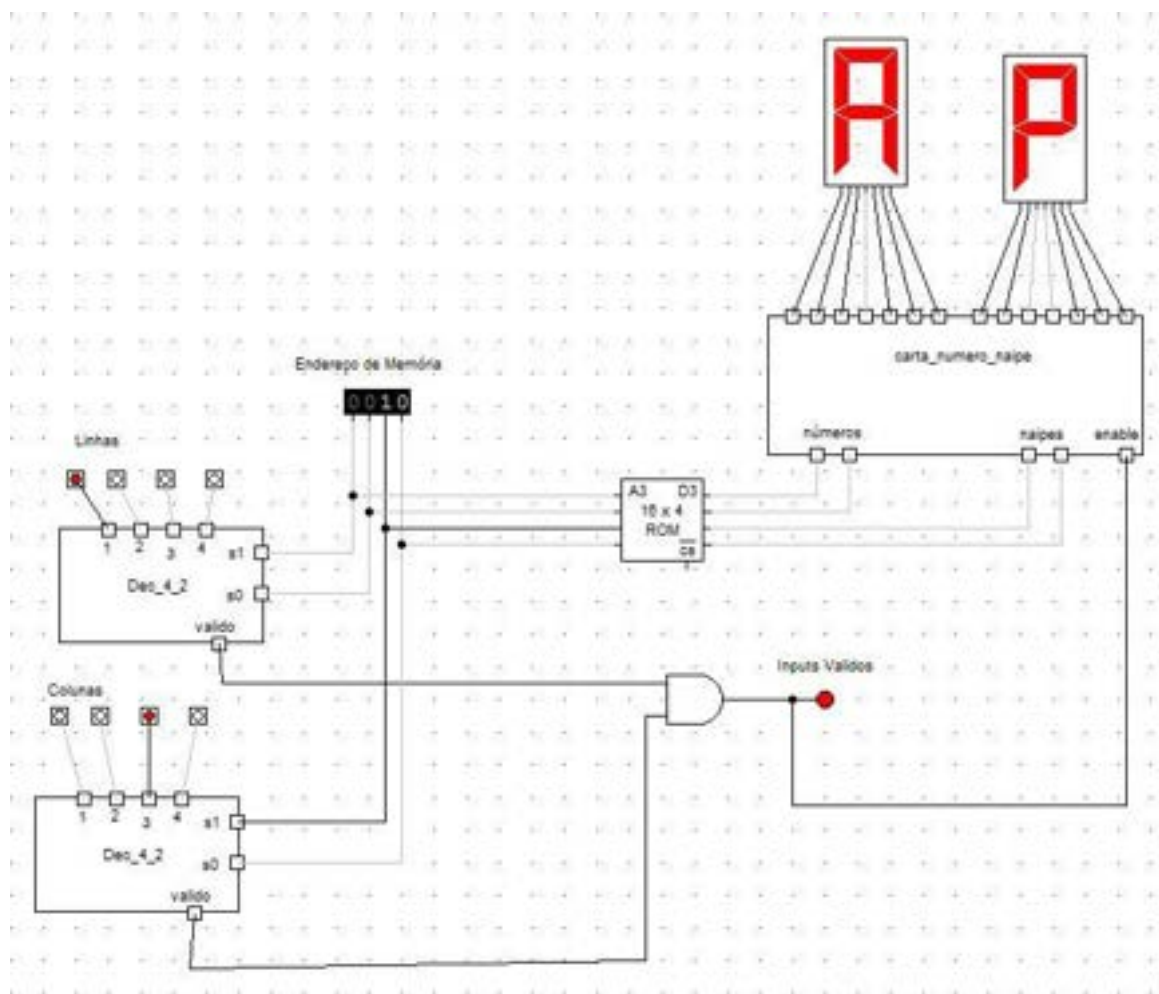 A P
carta_numero_naipe
números naipes enable
Endereço de Memória
0010
Linhas
1 2 3 4 s1
Dec_4_2
s0
valido
A3 D3
16 x 4
ROM
cs
Inputs Validos
Colunas
1 2 3 4 s1
Dec_4_2
s0
valido